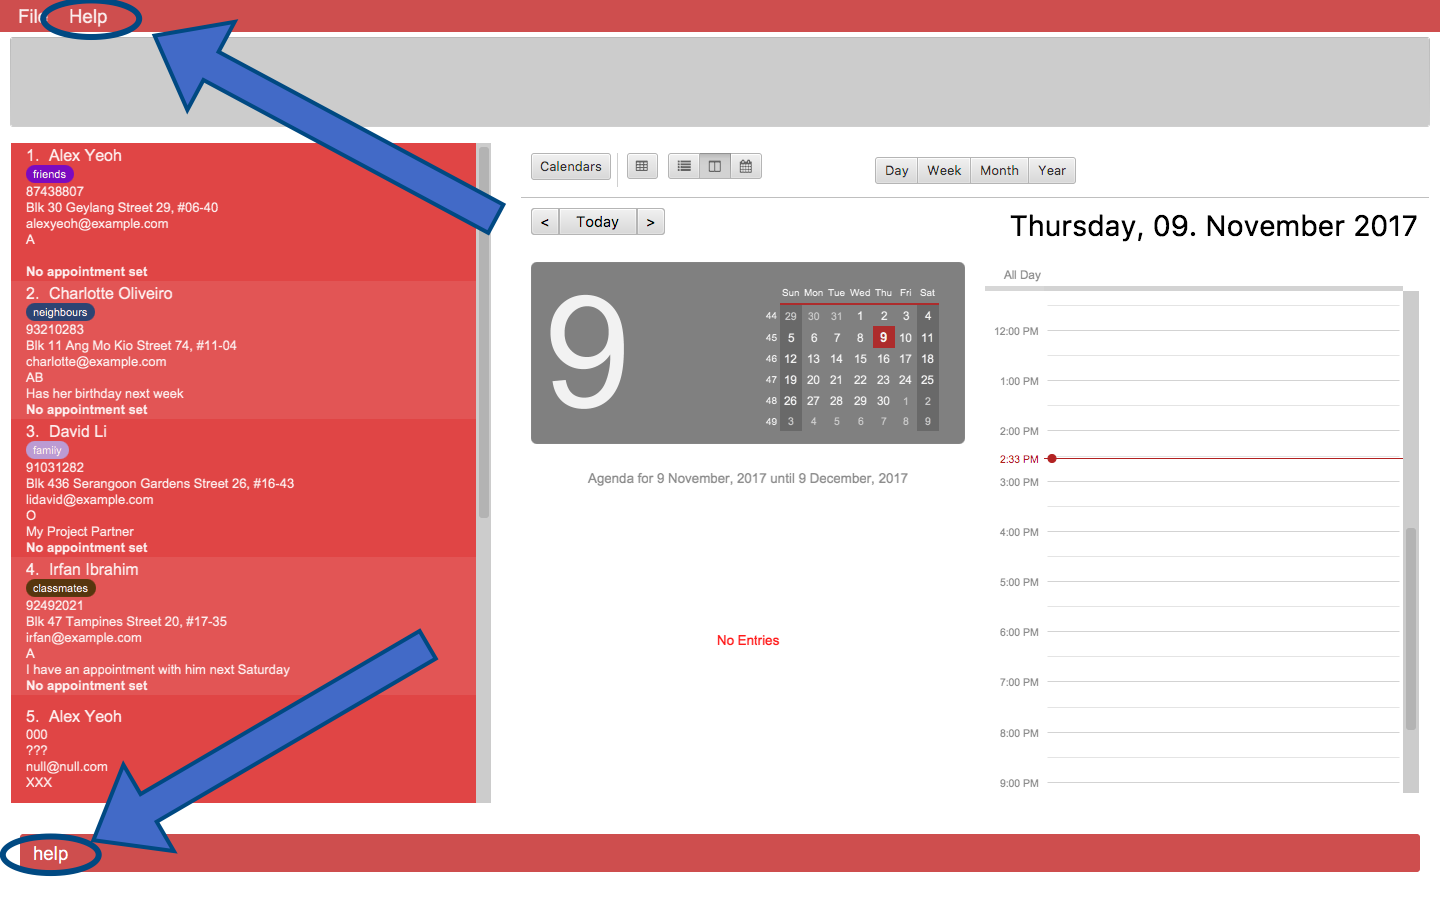 File Help
1. Alex Yeoh
friends
87438807
Blk 30 Geylang Street 29, #06-40
alexyeoh@example.com
A
No appointment set
2. Charlotte Oliveiro
neighbours
93210283
Blk 11 Ang Mo Kio Street 74, #11-04
charlotte@example.com
AB
Has her birthday next week
No appointment set
3. David Li
family
91031282
Blk 436 Serangoon Gardens Street 26, #16-43
lidavid@example.com
O
My Project Partner
No appointment set
4. Irfan Ibrahim
classmates
92492021
Blk 47 Tampines Street 20, #17-35
irfan@example.com
A
I have an appointment with him next Saturday
No appointment set
5. Alex Yeoh
000
???
null@null.com
XXX
Calendars
Day Week Month Year
< Today >
Thursday, 09. November 2017
9
Sun Mon Tue Wed Thu Fri Sat
44 29 30 31 1 2 3 4
45 5 6 7 8 9 10 11
46 12 13 14 15 16 17 18
47 19 20 21 22 23 24 25
48 26 27 28 29 30 1 2
49 3 4 5 6 7 8 9
Agenda for 9 November, 2017 until 9 December, 2017
No Entries
All Day
12:00 PM
1:00 PM
2:00 PM
2:33 PM
3:00 PM
4:00 PM
5:00 PM
6:00 PM
7:00 PM
8:00 PM
9:00 PM
help